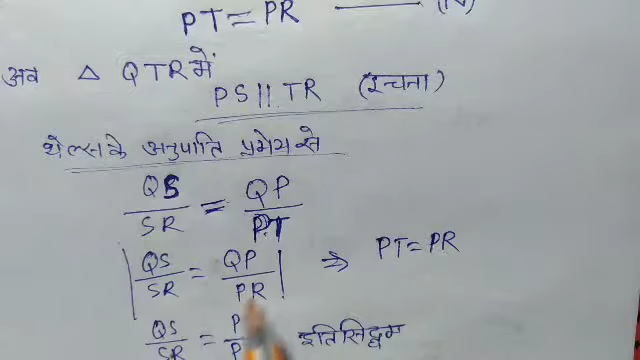 PT = PR ——— (iv)
अब △ QTR में
PS || TR (रचना)
थेल्स के अनुपाति प्रमेय से
QS/SR = QP/PT
QS/SR = QP/PR ⇒ PT = PR
QS/SR = P/P इतिसिद्धम